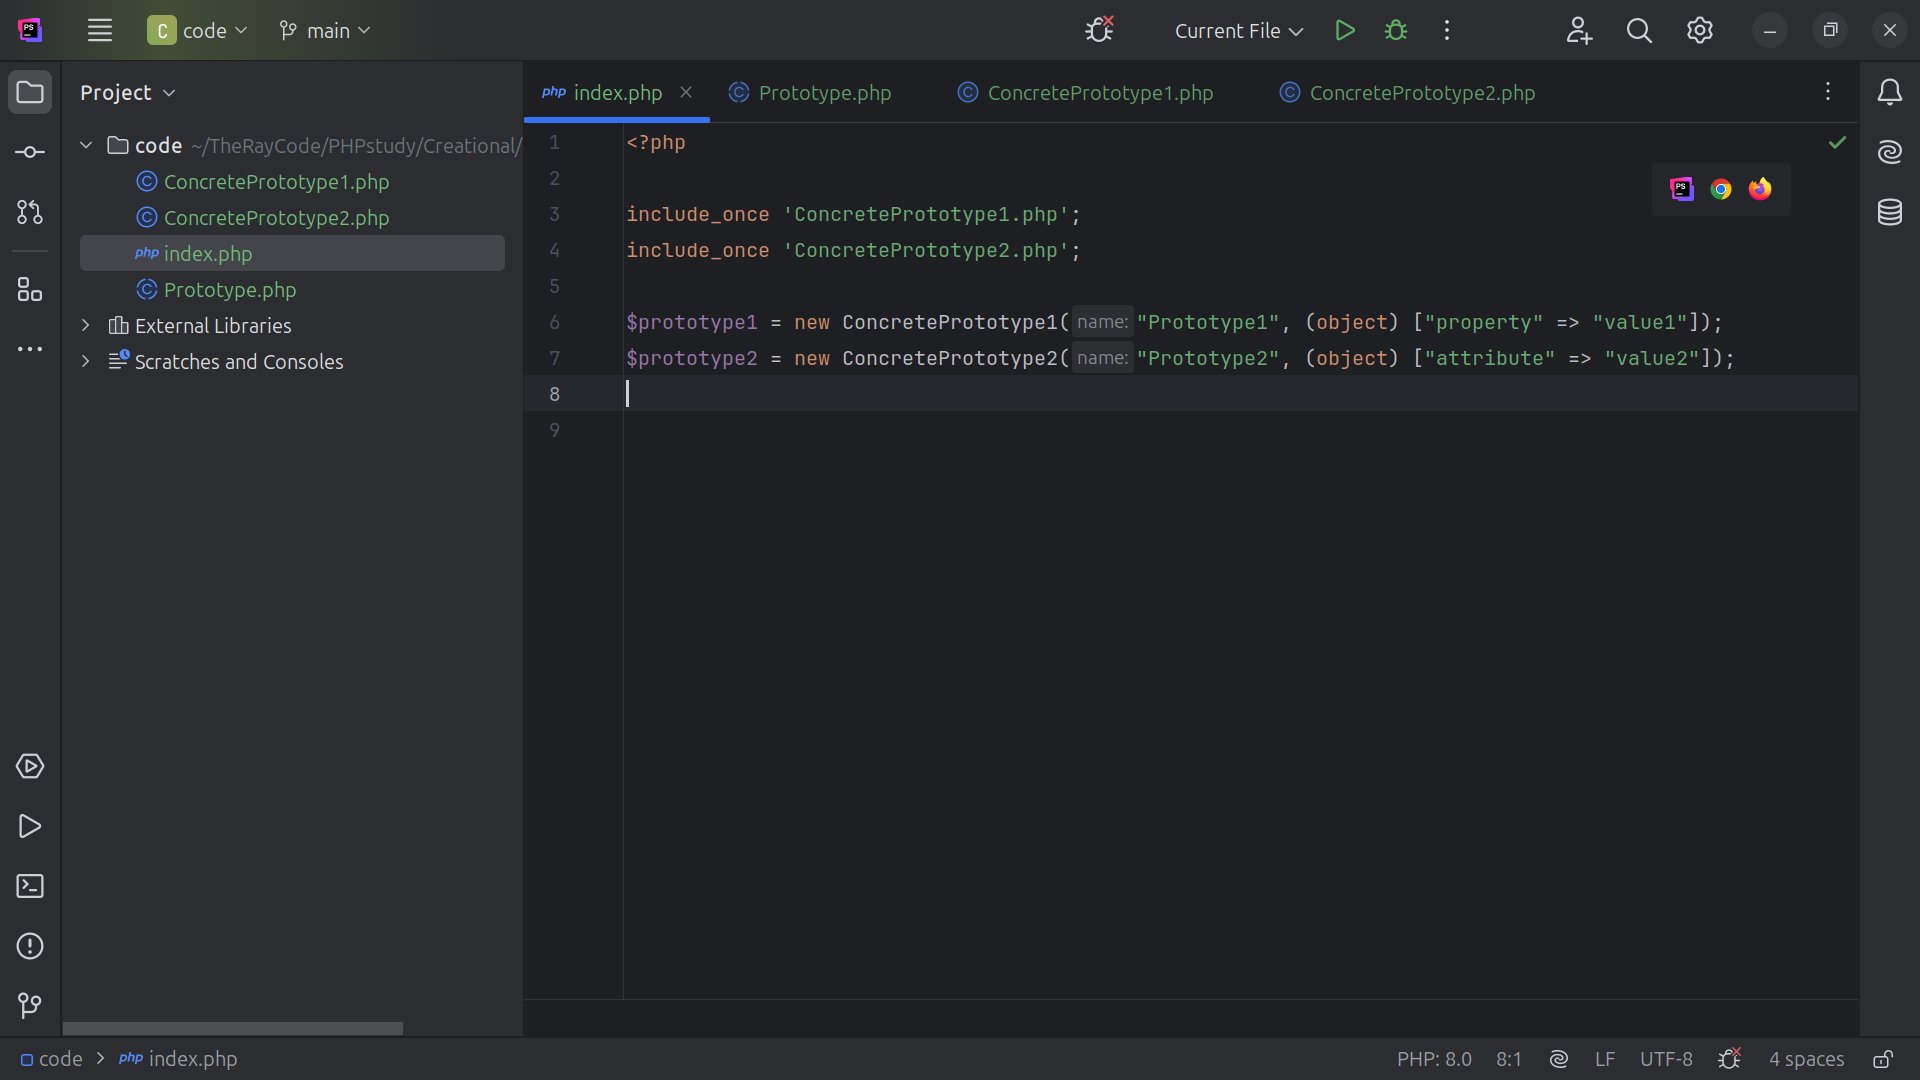 C code main Current File
Project
index.php Prototype.php ConcretePrototype1.php ConcretePrototype2.php
code ~/TheRayCode/PHPstudy/Creational/
ConcretePrototype1.php
ConcretePrototype2.php
php index.php
Prototype.php
External Libraries
Scratches and Consoles
1 <?php
2
3 include_once 'ConcretePrototype1.php';
4 include_once 'ConcretePrototype2.php';
5
6 $prototype1 = new ConcretePrototype1( name: "Prototype1", (object) ["property" => "value1"]);
7 $prototype2 = new ConcretePrototype2( name: "Prototype2", (object) ["attribute" => "value2"]);
8
9
code > php index.php PHP: 8.0 8:1 LF UTF-8 4 spaces